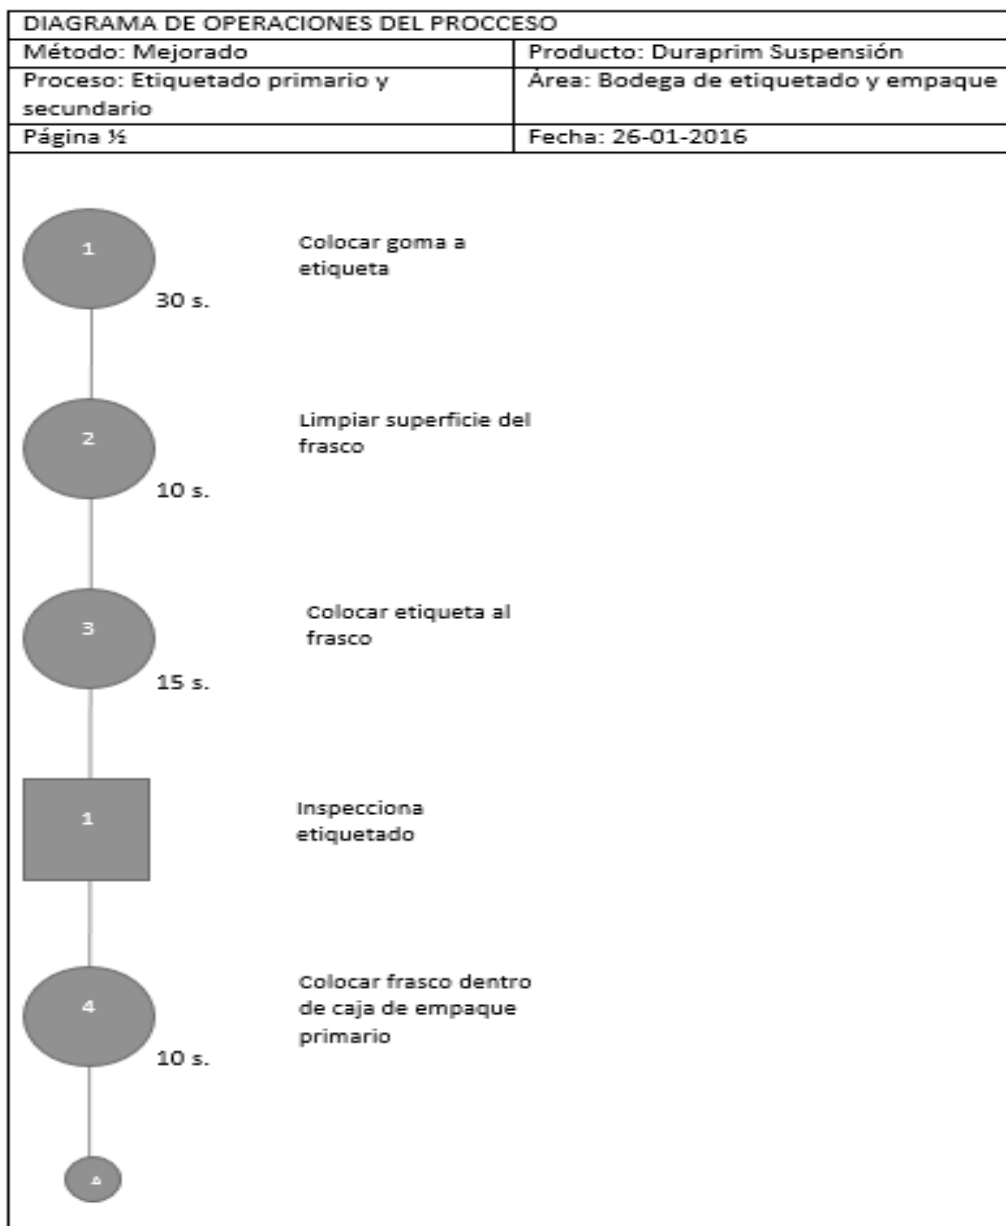 DIAGRAMA DE OPERACIONES DEL PROCCESO
Método: Mejorado
Producto: Duraprim Suspensión
Proceso: Etiquetado primario y
secundario
Área: Bodega de etiquetado y empaque
Página ½
Fecha: 26-01-2016
1
Colocar goma a
etiqueta
30 s.
2
Limpiar superficie del
frasco
10 s.
3
Colocar etiqueta al
frasco
15 s.
1
Inspecciona
etiquetado
4
Colocar frasco dentro
de caja de empaque
primario
10 s.